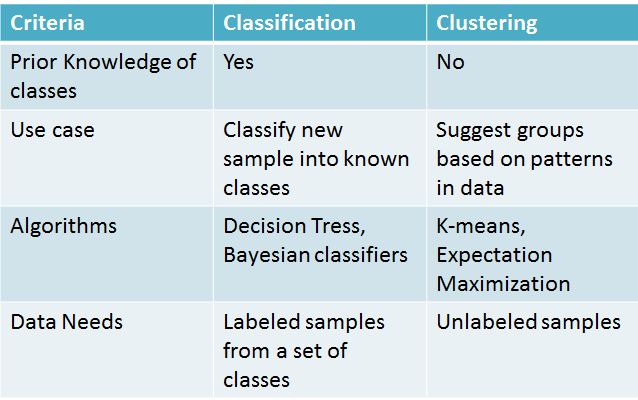 Criteria
Classification
Clustering
Prior Knowledge of
classes
Yes
No
Use case
Classify new
sample into known
classes
Suggest groups
based on patterns
in data
Algorithms
Decision Tress,
Bayesian classifiers
K-means,
Expectation
Maximization
Data Needs
Labeled samples
from a set of
classes
Unlabeled samples